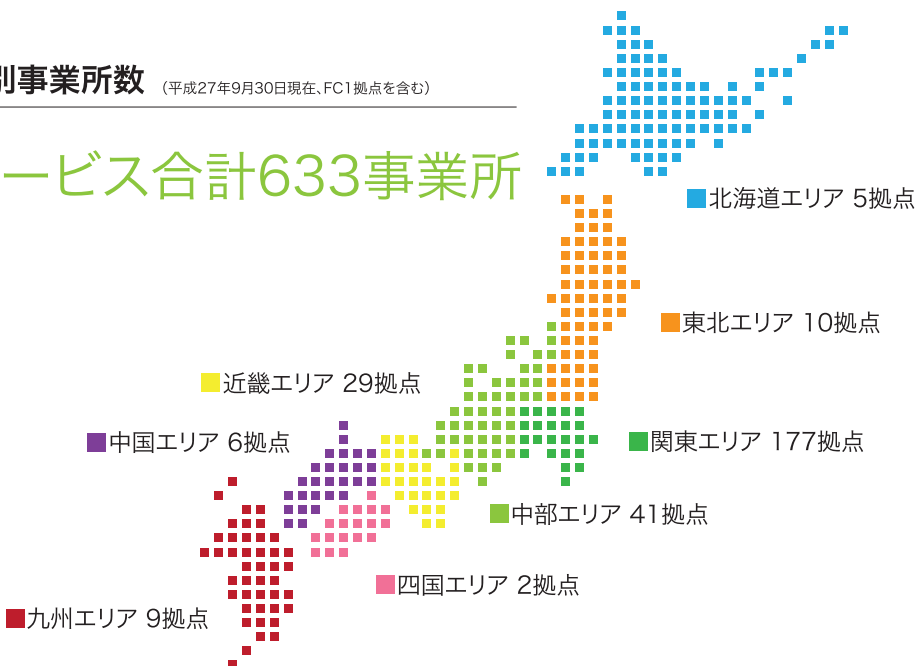 別事業所数 （平成27年9月30日現在、FC1拠点を含む）
ービス合計633事業所
北海道エリア 5拠点
東北エリア 10拠点
近畿エリア 29拠点
中国エリア 6拠点
関東エリア 177拠点
中部エリア 41拠点
四国エリア 2拠点
九州エリア 9拠点